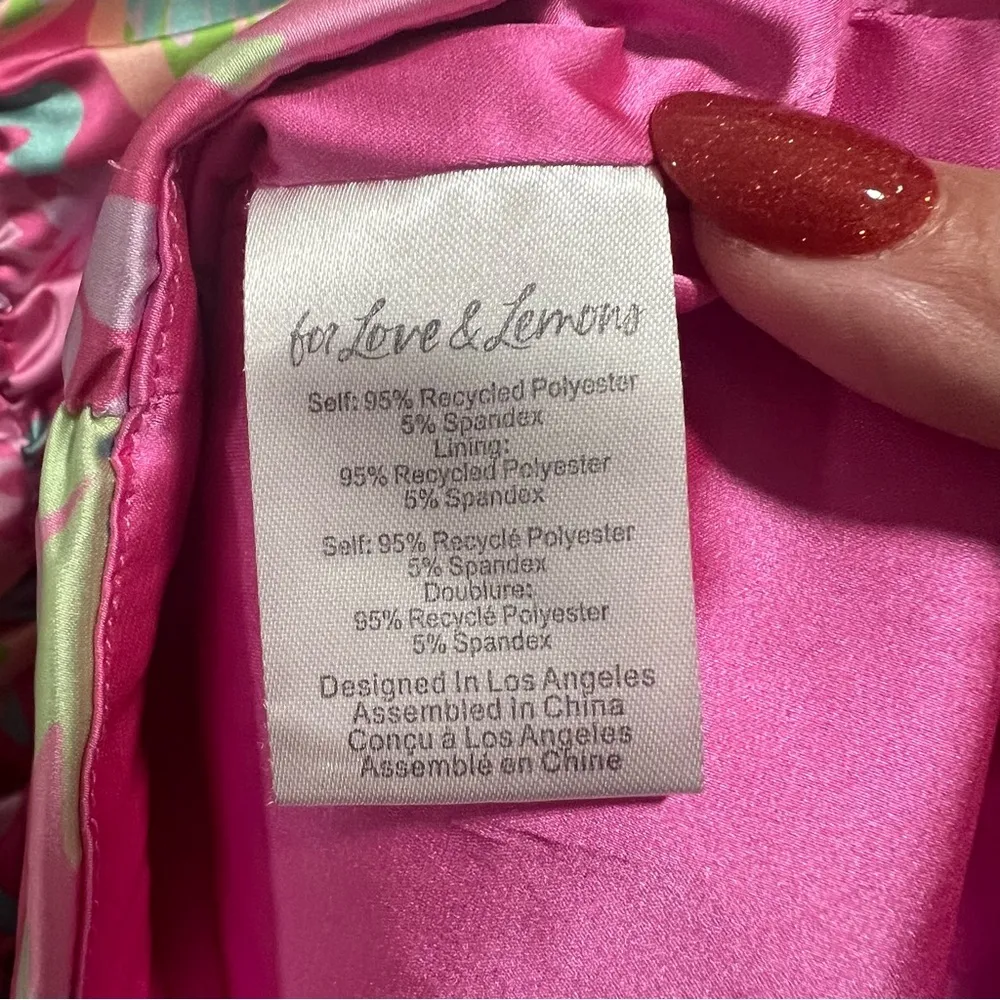 for Love & Lemons
Self: 95% Recycled Polyester
5% Spandex
Lining:
95% Recycled Polyester
5% Spandex
Self: 95% Recyclé Polyester
5% Spandex
Doublure:
95% Recyclé Polyester
5% Spandex
Designed In Los Angeles
Assembled in China
Conçu a Los Angeles
Assemblé en Chine